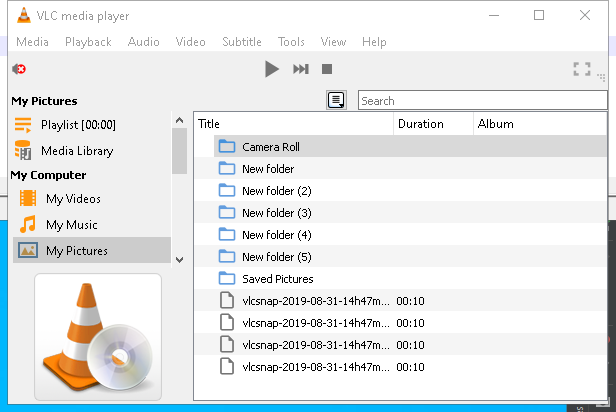 VLC media player
Media Playback Audio Video Subtitle Tools View Help
Search
My Pictures
Playlist [00:00]
Media Library
My Computer
My Videos
My Music
My Pictures
Title Duration Album
Camera Roll
New folder
New folder (2)
New folder (3)
New folder (4)
New folder (5)
Saved Pictures
vlcsnap-2019-08-31-14h47m... 00:10
vlcsnap-2019-08-31-14h47m... 00:10
vlcsnap-2019-08-31-14h47m... 00:10
vlcsnap-2019-08-31-14h47m... 00:10